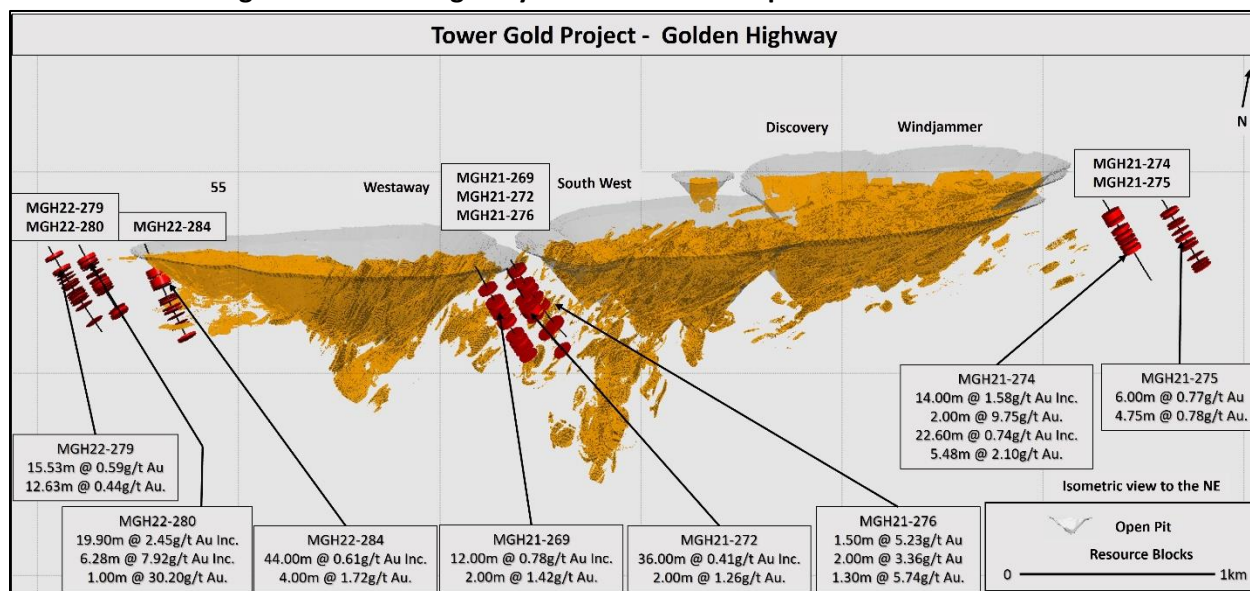 Tower Gold Project - Golden Highway
N
Discovery
Windjammer
MGH21-274
MGH21-275
MGH21-269
MGH21-272
MGH21-276
South West
Westaway
55
MGH22-279
MGH22-280
MGH22-284
MGH21-274
14.00m @ 1.58g/t Au Inc.
2.00m @ 9.75g/t Au.
22.60m @ 0.74g/t Au Inc.
5.48m @ 2.10g/t Au.
MGH21-275
6.00m @ 0.77g/t Au
4.75m @ 0.78g/t Au.
MGH22-279
15.53m @ 0.59g/t Au
12.63m @ 0.44g/t Au.
MGH22-280
19.90m @ 2.45g/t Au Inc.
6.28m @ 7.92g/t Au Inc.
1.00m @ 30.20g/t Au.
MGH22-284
44.00m @ 0.61g/t Au Inc.
4.00m @ 1.72g/t Au.
MGH21-269
12.00m @ 0.78g/t Au Inc.
2.00m @ 1.42g/t Au.
MGH21-272
36.00m @ 0.41g/t Au Inc.
2.00m @ 1.26g/t Au.
MGH21-276
1.50m @ 5.23g/t Au
2.00m @ 3.36g/t Au
1.30m @ 5.74g/t Au.
Isometric view to the NE
Open Pit
Resource Blocks
0 1km